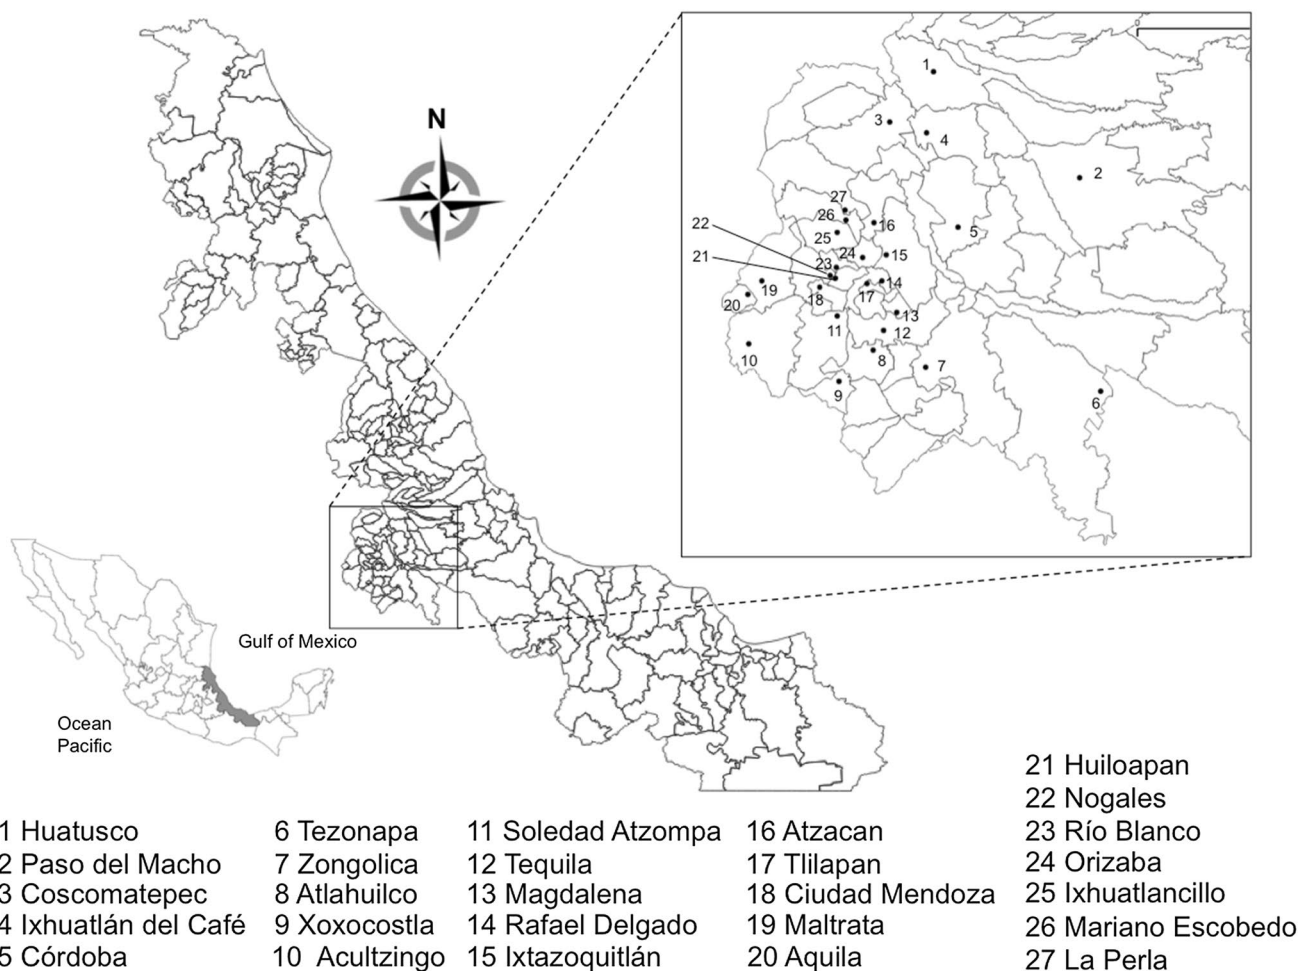 N
1
3
4
2
27
26
16
22
25
5
21
24
15
23
19
14
18
17
20
13
11
12
10
8
7
9
6
Gulf of Mexico
Ocean
Pacific
1 Huatusco
2 Paso del Macho
3 Coscomatepec
4 Ixhuatlán del Café
5 Córdoba
6 Tezonapa
7 Zongolica
8 Atlahuilco
9 Xoxocostla
10 Acultzingo
11 Soledad Atzompa
12 Tequila
13 Magdalena
14 Rafael Delgado
15 Ixtazoquitlán
16 Atzacan
17 Tlilapan
18 Ciudad Mendoza
19 Maltrata
20 Aquila
21 Huiloapan
22 Nogales
23 Río Blanco
24 Orizaba
25 Ixhuatlancillo
26 Mariano Escobedo
27 La Perla